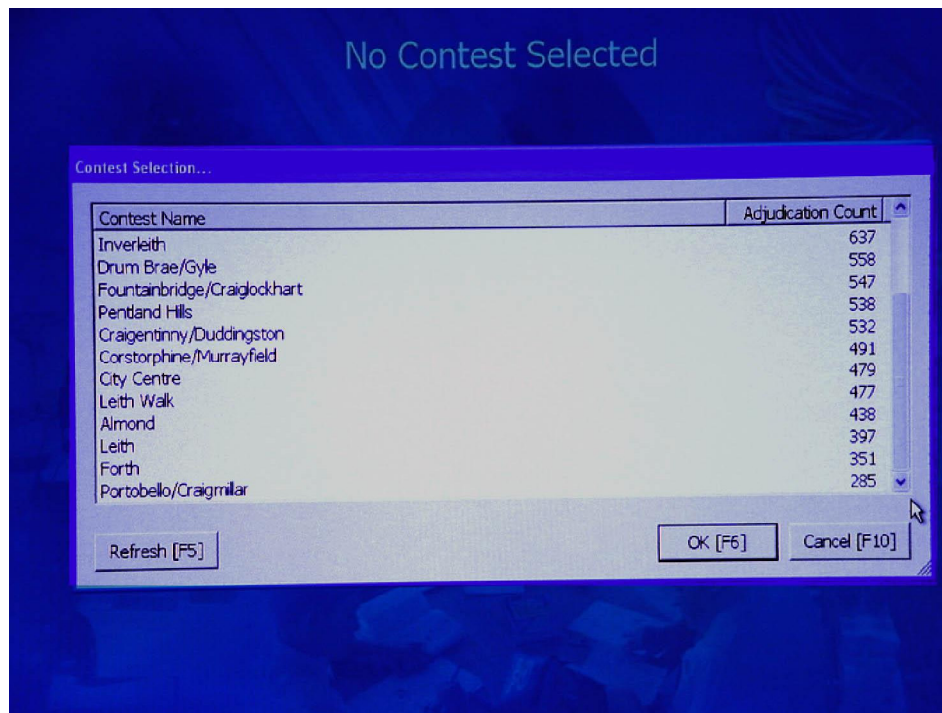 No Contest Selected
Contest Selection...
Contest Name Adjudication Count
Inverleith 637
Drum Brae/Gyle 558
Fountainbridge/Craiglockhart 547
Pentland Hills 538
Craigentinny/Duddingston 532
Corstorphine/Murrayfield 491
City Centre 479
Leith Walk 477
Almond 438
Leith 397
Forth 351
Portobello/Craigmillar 285
Refresh [F5] OK [F6] Cancel [F10]